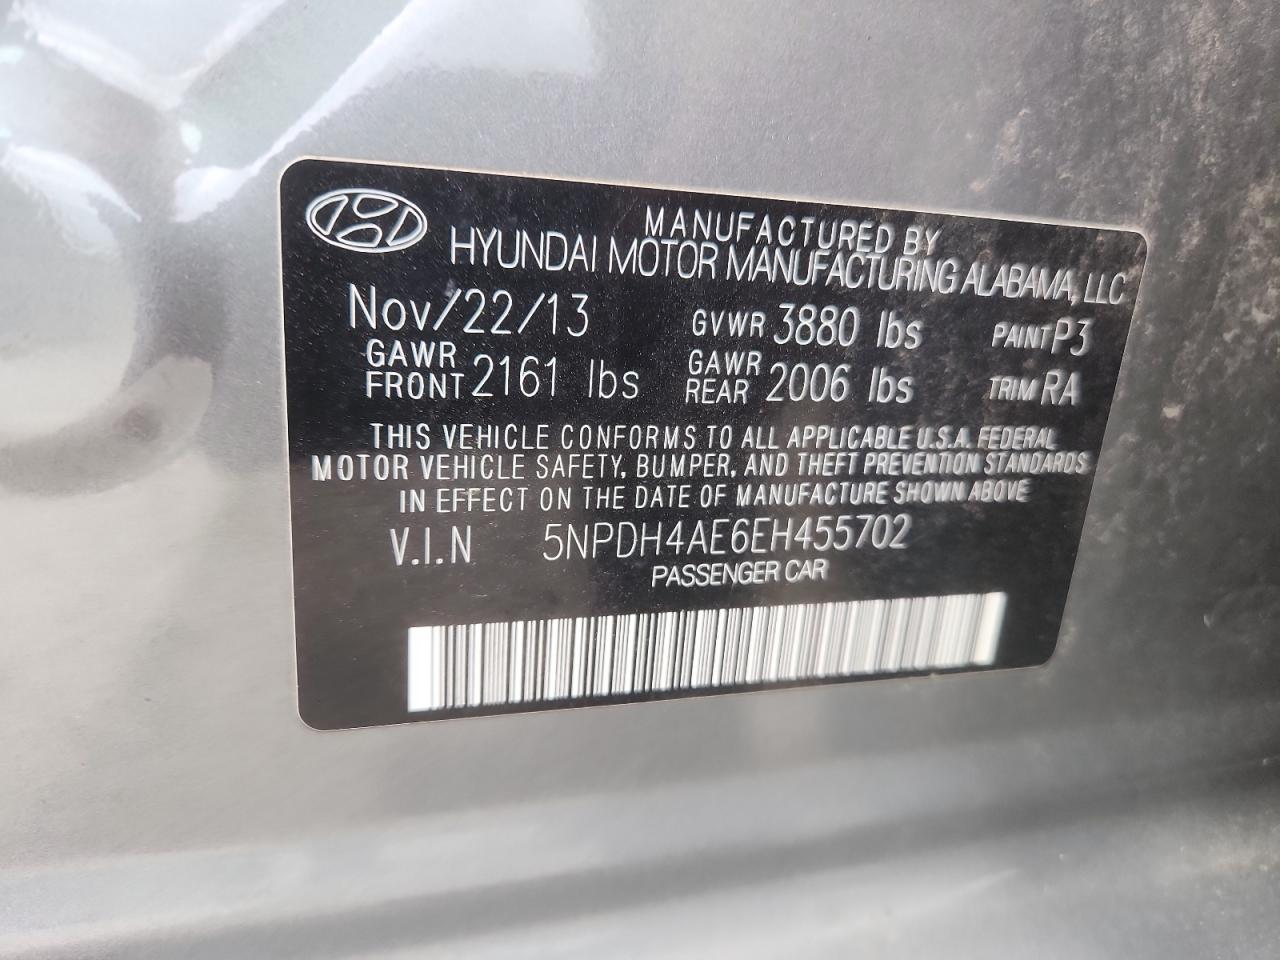 MANUFACTURED BY
HYUNDAI MOTOR MANUFACTURING ALABAMA, LLC
Nov/22/13 GVWR 3880 lbs PAINT P3
GAWR FRONT 2161 lbs GAWR REAR 2006 lbs TRIM RA
THIS VEHICLE CONFORMS TO ALL APPLICABLE U.S.A. FEDERAL
MOTOR VEHICLE SAFETY, BUMPER, AND THEFT PREVENTION STANDARDS
IN EFFECT ON THE DATE OF MANUFACTURE SHOWN ABOVE
V.I.N 5NPDH4AE6EH455702
PASSENGER CAR